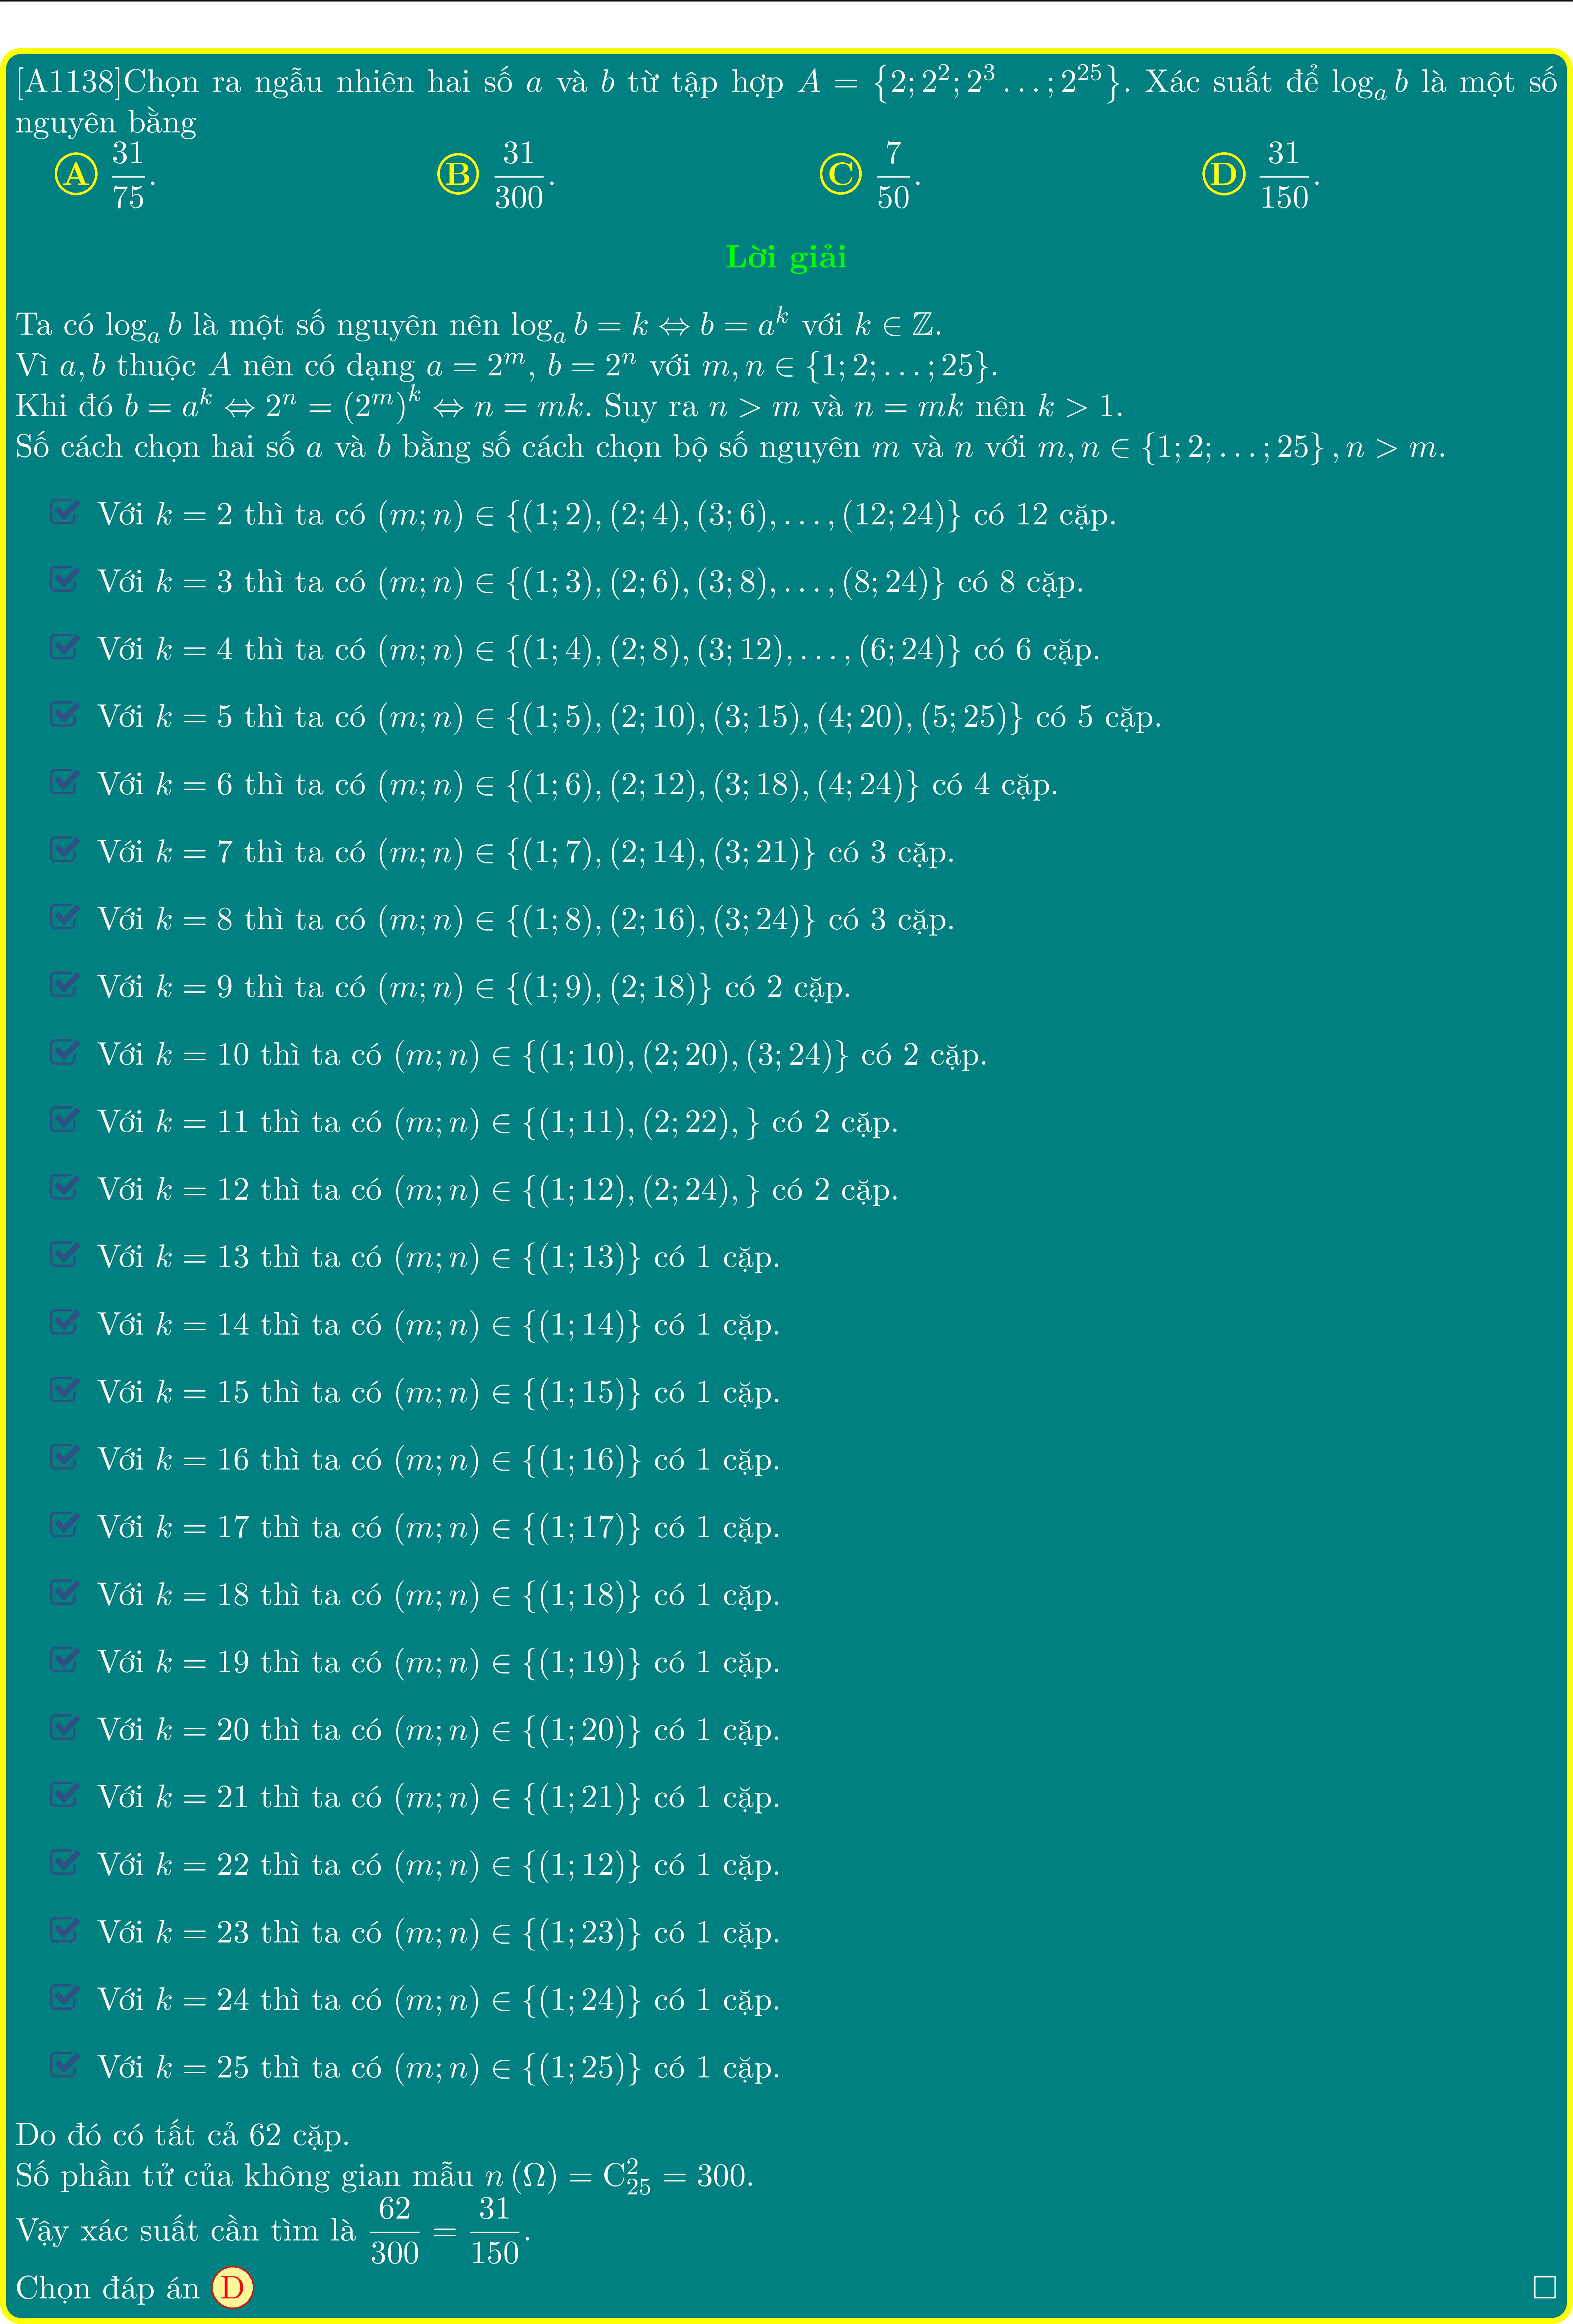 [A1138]Chọn ra ngẫu nhiên hai số $a$ và $b$ từ tập hợp $A = \{2; 2^2; 2^3 \ldots; 2^{25}\}$. Xác suất để $\log_a b$ là một số
nguyên bằng
Ⓐ $\frac{31}{75}$. Ⓑ $\frac{31}{300}$. Ⓒ $\frac{7}{50}$. Ⓓ $\frac{31}{150}$.
Lời giải
Ta có $\log_a b$ là một số nguyên nên $\log_a b = k \Leftrightarrow b = a^k$ với $k \in \mathbb{Z}$.
Vì $a, b$ thuộc $A$ nên có dạng $a = 2^m$, $b = 2^n$ với $m, n \in \{1; 2; \ldots; 25\}$.
Khi đó $b = a^k \Leftrightarrow 2^n = (2^m)^k \Leftrightarrow n = mk$. Suy ra $n > m$ và $n = mk$ nên $k > 1$.
Số cách chọn hai số $a$ và $b$ bằng số cách chọn bộ số nguyên $m$ và $n$ với $m, n \in \{1; 2; \ldots; 25\}, n > m$.
Với $k = 2$ thì ta có $(m; n) \in \{(1; 2), (2; 4), (3; 6), \ldots, (12; 24)\}$ có 12 cặp.
Với $k = 3$ thì ta có $(m; n) \in \{(1; 3), (2; 6), (3; 8), \ldots, (8; 24)\}$ có 8 cặp.
Với $k = 4$ thì ta có $(m; n) \in \{(1; 4), (2; 8), (3; 12), \ldots, (6; 24)\}$ có 6 cặp.
Với $k = 5$ thì ta có $(m; n) \in \{(1; 5), (2; 10), (3; 15), (4; 20), (5; 25)\}$ có 5 cặp.
Với $k = 6$ thì ta có $(m; n) \in \{(1; 6), (2; 12), (3; 18), (4; 24)\}$ có 4 cặp.
Với $k = 7$ thì ta có $(m; n) \in \{(1; 7), (2; 14), (3; 21)\}$ có 3 cặp.
Với $k = 8$ thì ta có $(m; n) \in \{(1; 8), (2; 16), (3; 24)\}$ có 3 cặp.
Với $k = 9$ thì ta có $(m; n) \in \{(1; 9), (2; 18)\}$ có 2 cặp.
Với $k = 10$ thì ta có $(m; n) \in \{(1; 10), (2; 20), (3; 24)\}$ có 2 cặp.
Với $k = 11$ thì ta có $(m; n) \in \{(1; 11), (2; 22), \}$ có 2 cặp.
Với $k = 12$ thì ta có $(m; n) \in \{(1; 12), (2; 24), \}$ có 2 cặp.
Với $k = 13$ thì ta có $(m; n) \in \{(1; 13)\}$ có 1 cặp.
Với $k = 14$ thì ta có $(m; n) \in \{(1; 14)\}$ có 1 cặp.
Với $k = 15$ thì ta có $(m; n) \in \{(1; 15)\}$ có 1 cặp.
Với $k = 16$ thì ta có $(m; n) \in \{(1; 16)\}$ có 1 cặp.
Với $k = 17$ thì ta có $(m; n) \in \{(1; 17)\}$ có 1 cặp.
Với $k = 18$ thì ta có $(m; n) \in \{(1; 18)\}$ có 1 cặp.
Với $k = 19$ thì ta có $(m; n) \in \{(1; 19)\}$ có 1 cặp.
Với $k = 20$ thì ta có $(m; n) \in \{(1; 20)\}$ có 1 cặp.
Với $k = 21$ thì ta có $(m; n) \in \{(1; 21)\}$ có 1 cặp.
Với $k = 22$ thì ta có $(m; n) \in \{(1; 12)\}$ có 1 cặp.
Với $k = 23$ thì ta có $(m; n) \in \{(1; 23)\}$ có 1 cặp.
Với $k = 24$ thì ta có $(m; n) \in \{(1; 24)\}$ có 1 cặp.
Với $k = 25$ thì ta có $(m; n) \in \{(1; 25)\}$ có 1 cặp.
Do đó có tất cả 62 cặp.
Số phần tử của không gian mẫu $n(\Omega) = \mathrm{C}_{25}^2 = 300$.
Vậy xác suất cần tìm là $\frac{62}{300} = \frac{31}{150}$.
Chọn đáp án Ⓓ □